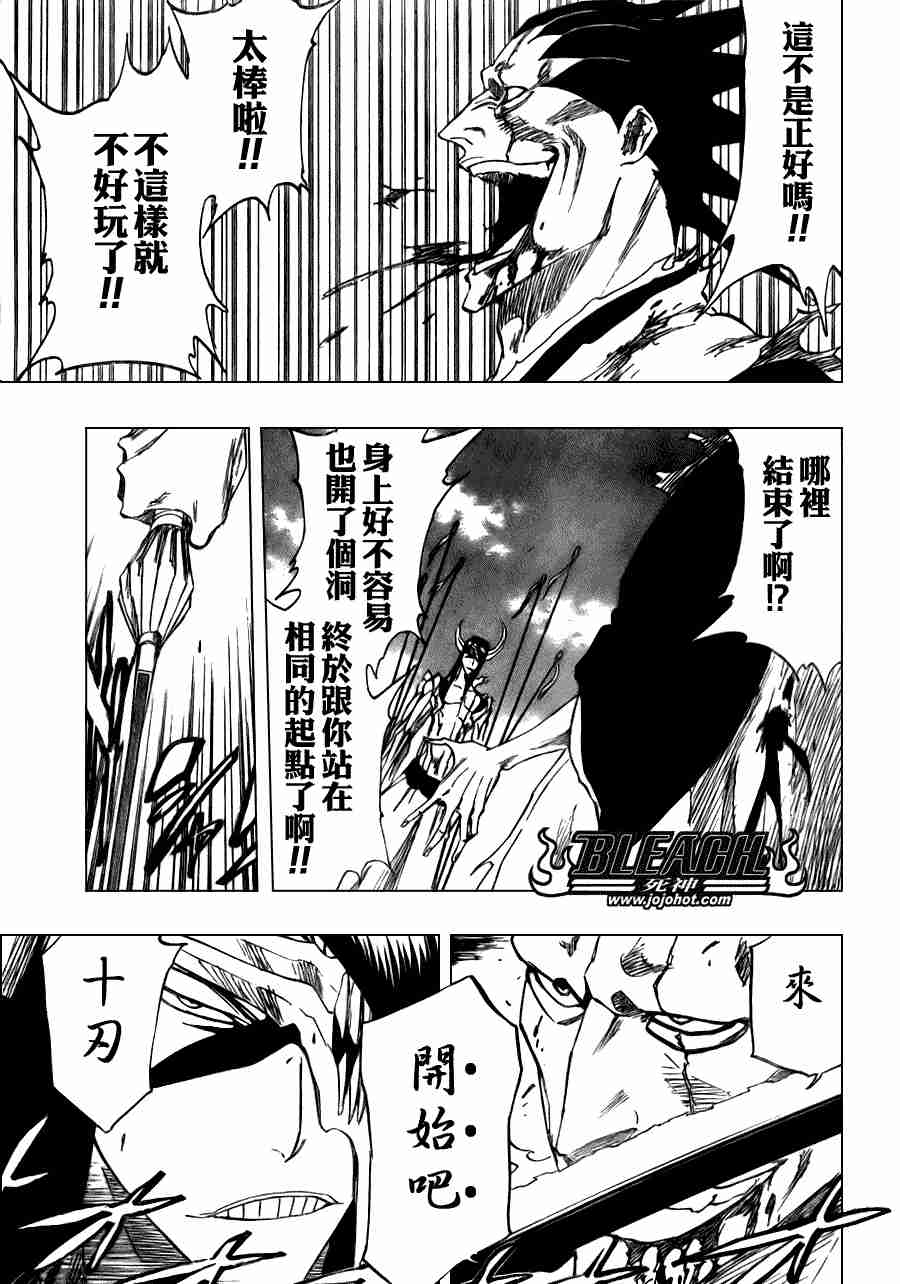 這不是正好嗎!!
太棒啦!!
不這樣就
不好玩了!!
哪裡
結束了啊!?
身上好不容易
也開了個洞
終於跟你站在
相同的起點了啊!!
BLEACH
死神
www.jojohot.com
來
開始吧
十刃